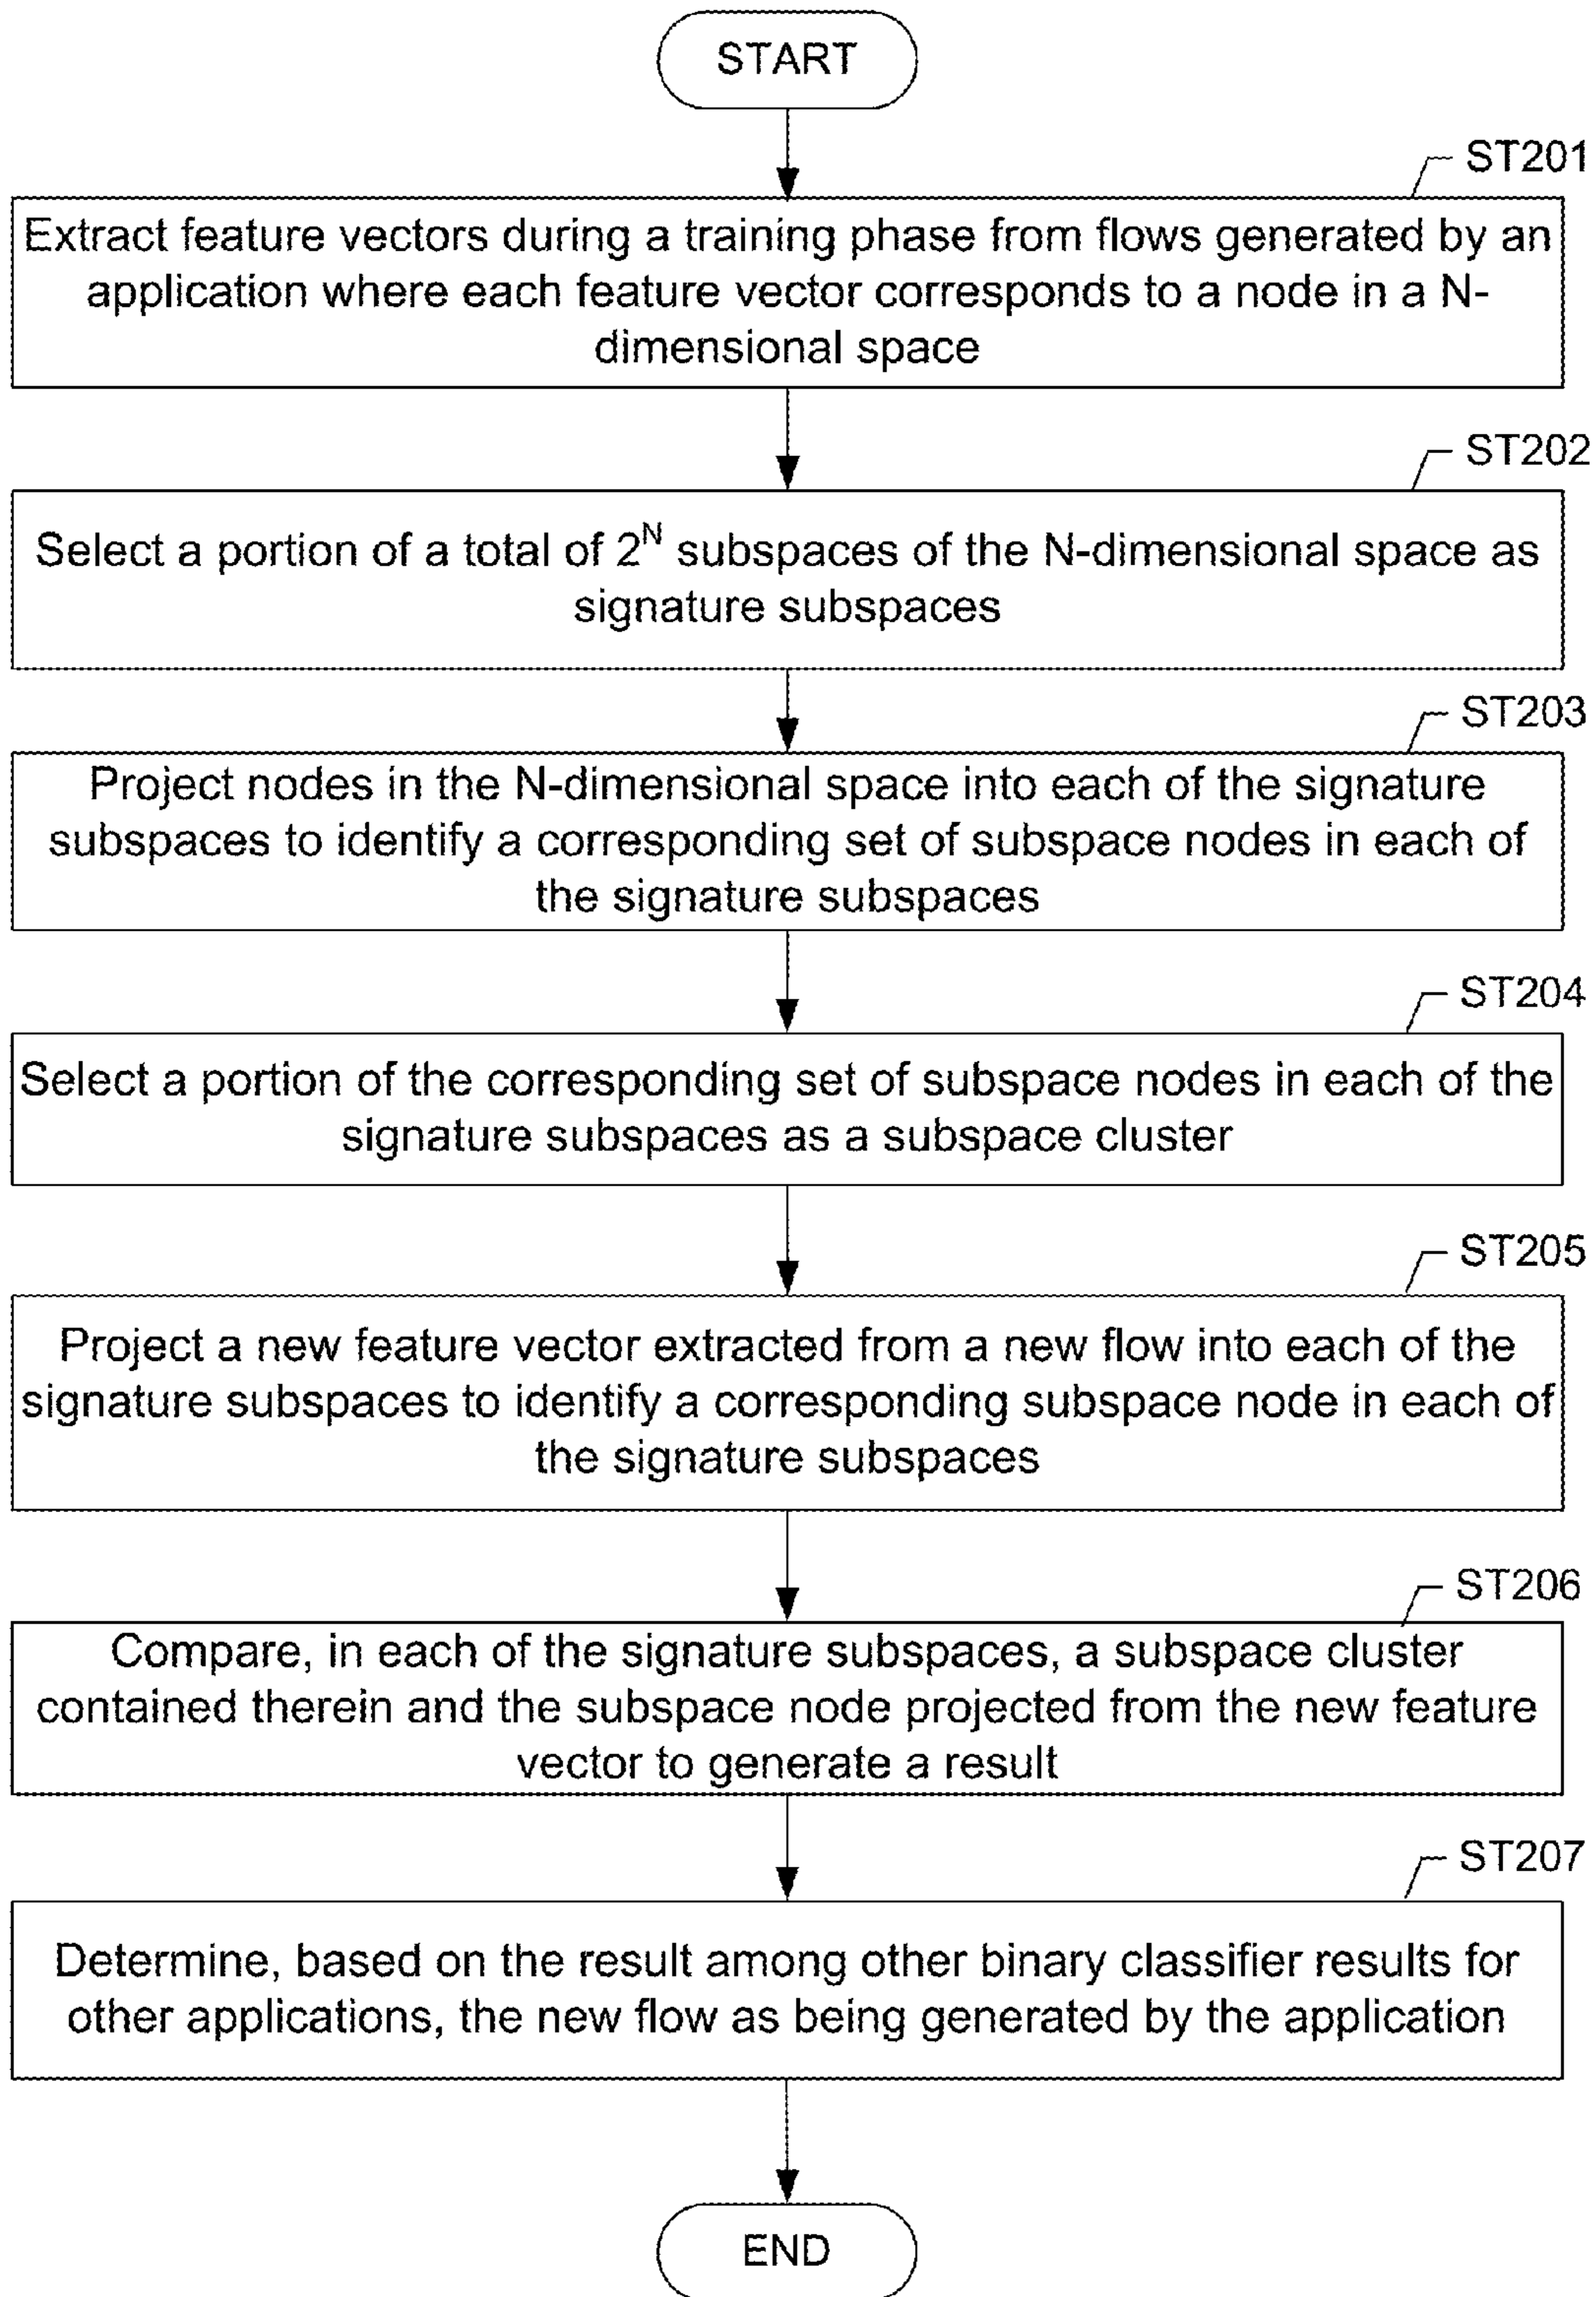 START
ST201
Extract feature vectors during a training phase from flows generated by an
application where each feature vector corresponds to a node in a N-
dimensional space
ST202
Select a portion of a total of 2^N subspaces of the N-dimensional space as
signature subspaces
ST203
Project nodes in the N-dimensional space into each of the signature
subspaces to identify a corresponding set of subspace nodes in each of
the signature subspaces
ST204
Select a portion of the corresponding set of subspace nodes in each of the
signature subspaces as a subspace cluster
ST205
Project a new feature vector extracted from a new flow into each of the
signature subspaces to identify a corresponding subspace node in each of
the signature subspaces
ST206
Compare, in each of the signature subspaces, a subspace cluster
contained therein and the subspace node projected from the new feature
vector to generate a result
ST207
Determine, based on the result among other binary classifier results for
other applications, the new flow as being generated by the application
END